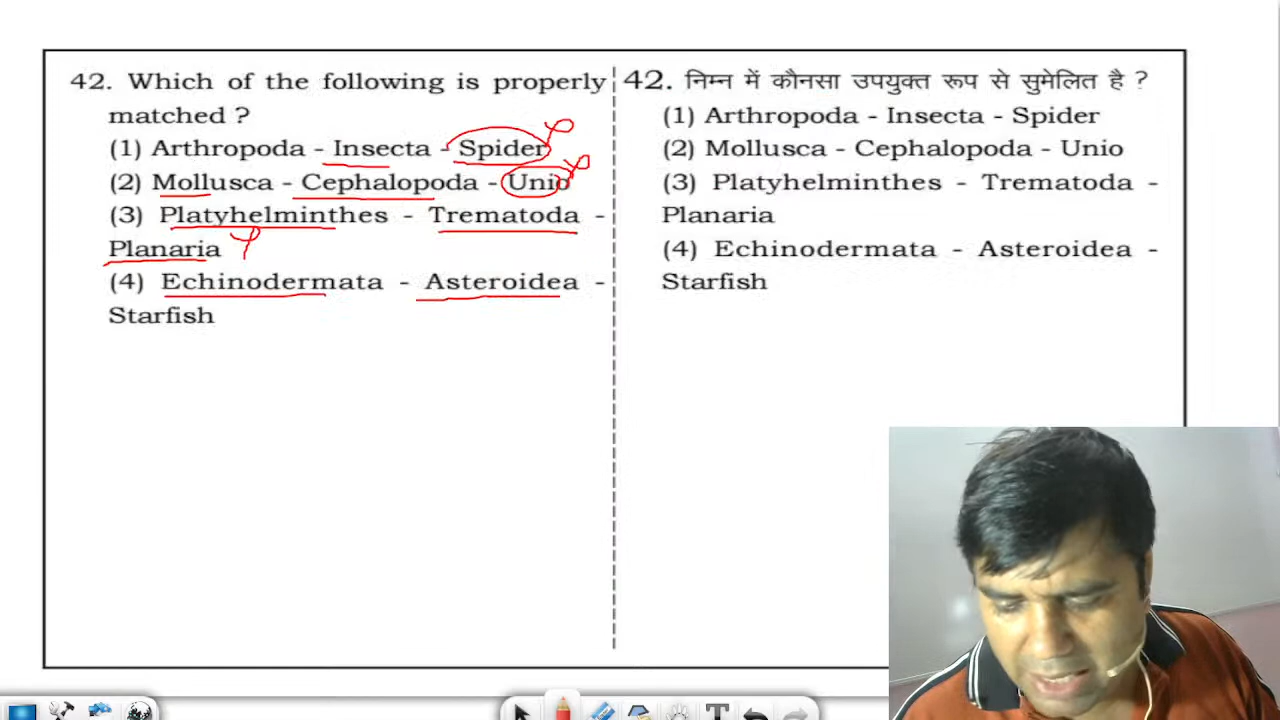 42. Which of the following is properly
matched ?
(1) Arthropoda - Insecta - Spider
(2) Mollusca - Cephalopoda - Unio
(3) Platyhelminthes - Trematoda -
Planaria
(4) Echinodermata - Asteroidea -
Starfish
42. निम्न में कौनसा उपयुक्त रूप से सुमेलित है ?
(1) Arthropoda - Insecta - Spider
(2) Mollusca - Cephalopoda - Unio
(3) Platyhelminthes - Trematoda -
Planaria
(4) Echinodermata - Asteroidea -
Starfish